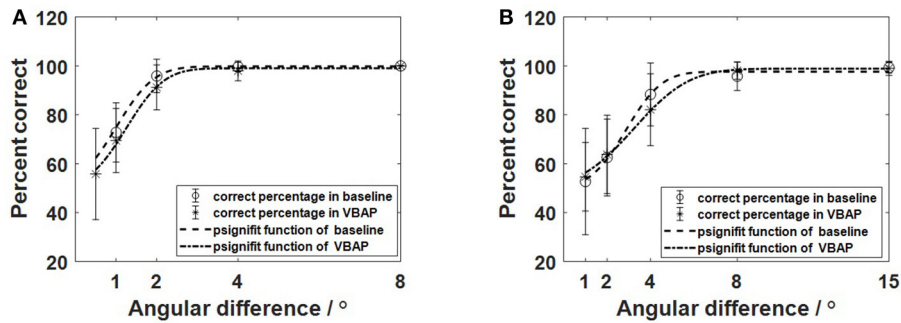 A
120
100
80
60
40
20
Percent correct
1 2 4 8
Angular difference / °
correct percentage in baseline
correct percentage in VBAP
psignifit function of baseline
psignifit function of VBAP
B
120
100
80
60
40
20
Percent correct
1 2 4 8 15
Angular difference / °
correct percentage in baseline
correct percentage in VBAP
psignifit function of baseline
psignifit function of VBAP